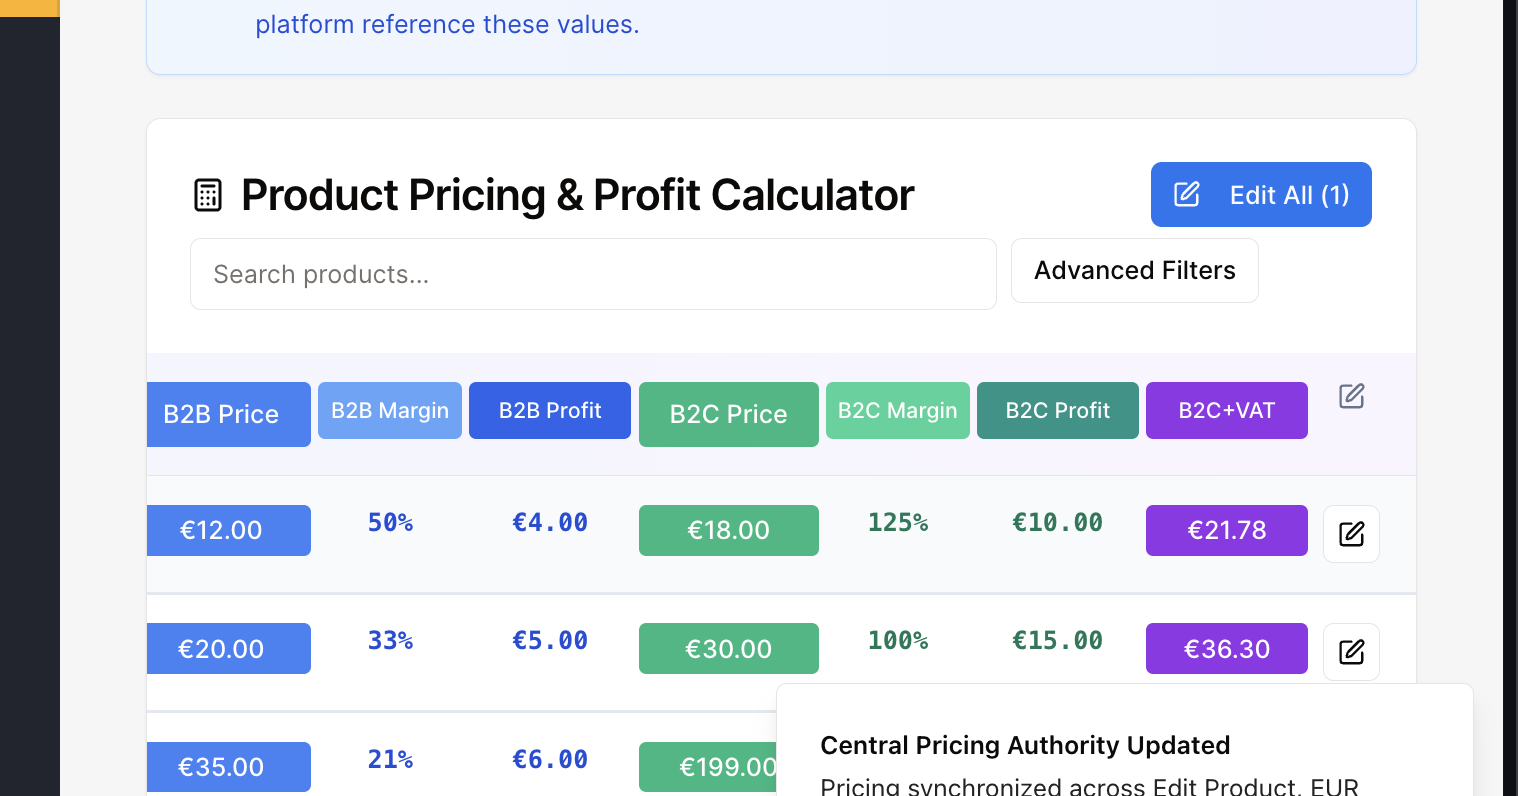 platform reference these values.
Product Pricing & Profit Calculator
Edit All (1)
Search products...
Advanced Filters
B2B Price B2B Margin B2B Profit B2C Price B2C Margin B2C Profit B2C+VAT
€12.00 50% €4.00 €18.00 125% €10.00 €21.78
€20.00 33% €5.00 €30.00 100% €15.00 €36.30
€35.00 21% €6.00 €199.00
Central Pricing Authority Updated
Pricing synchronized across Edit Product, EUR